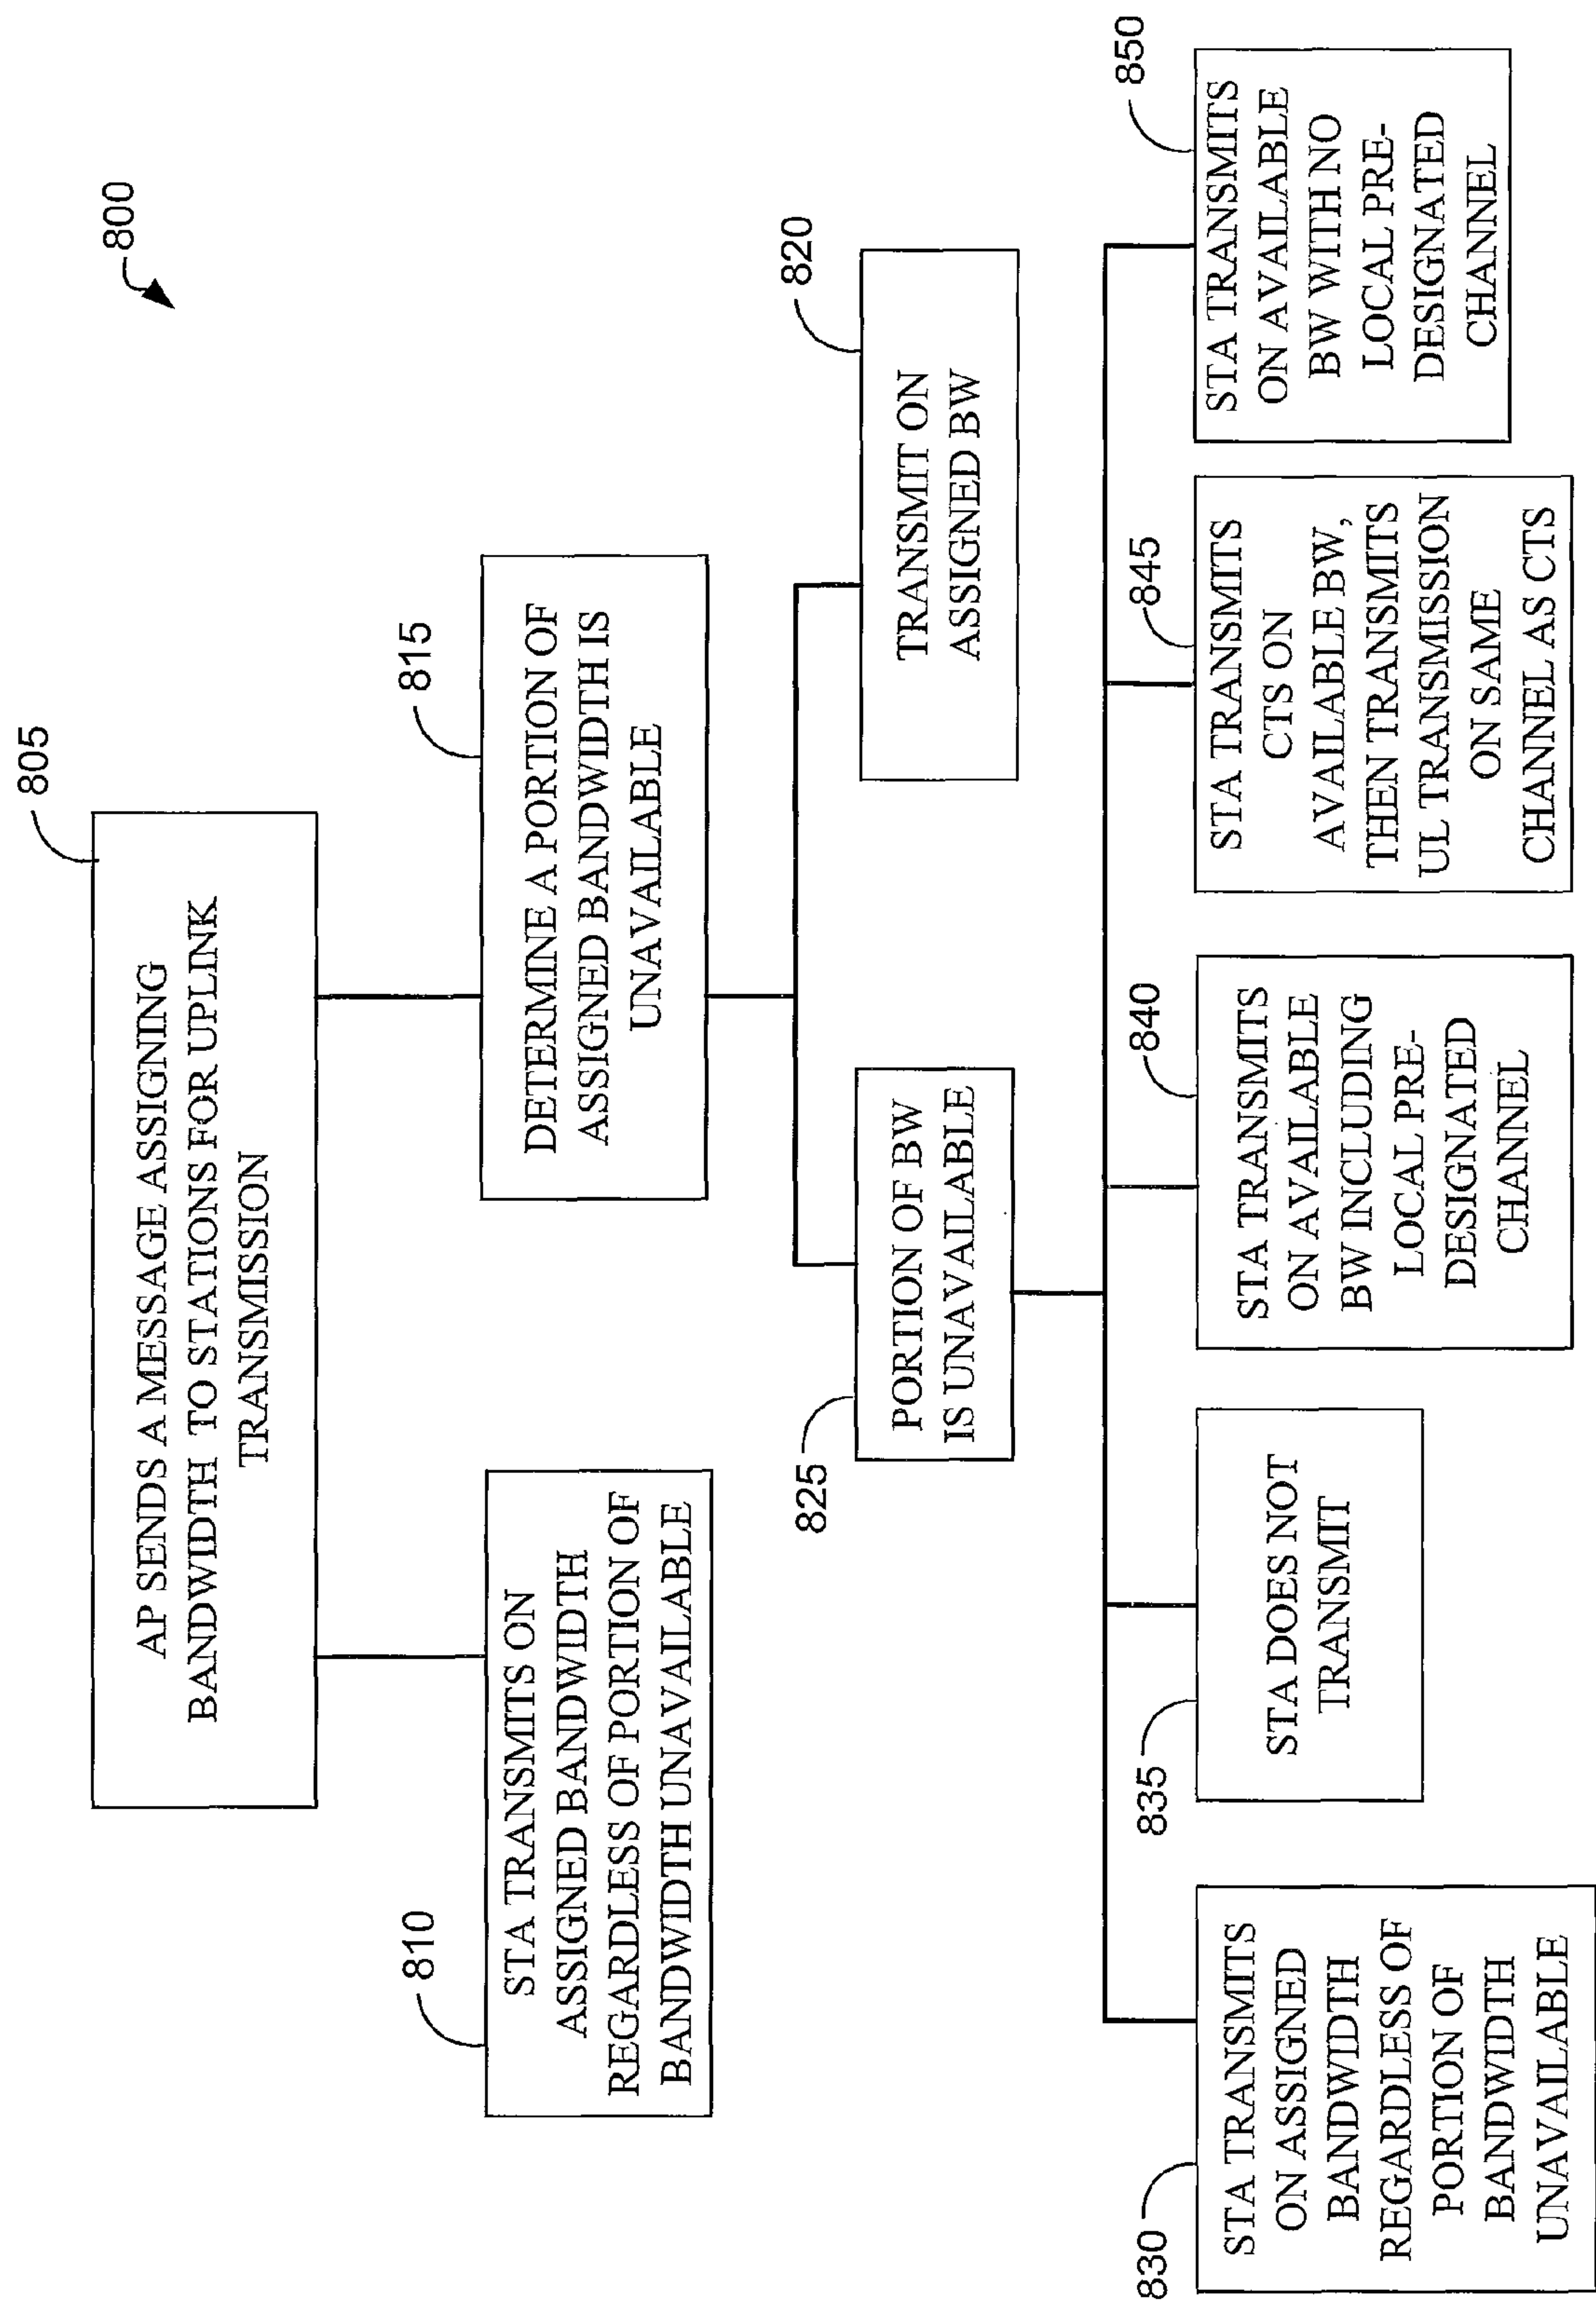 800
805
AP SENDS A MESSAGE ASSIGNING
BANDWIDTH TO STATIONS FOR UPLINK
TRANSMISSION
810
STA TRANSMITS ON
ASSIGNED BANDWIDTH
REGARDLESS OF PORTION OF
BANDWIDTH UNAVAILABLE
815
DETERMINE A PORTION OF
ASSIGNED BANDWIDTH IS
UNAVAILABLE
825
PORTION OF BW
IS UNAVAILABLE
820
TRANSMIT ON
ASSIGNED BW
830
STA TRANSMITS
ON ASSIGNED
BANDWIDTH
REGARDLESS OF
PORTION OF
BANDWIDTH
UNAVAILABLE
835
STA DOES NOT
TRANSMIT
840
STA TRANSMITS
ON AVAILABLE
BW INCLUDING
LOCAL PRE-
DESIGNATED
CHANNEL
845
STA TRANSMITS
CTS ON
AVAILABLE BW,
THEN TRANSMITS
UL TRANSMISSION
ON SAME
CHANNEL AS CTS
850
STA TRANSMITS
ON AVAILABLE
BW WITH NO
LOCAL PRE-
DESIGNATED
CHANNEL